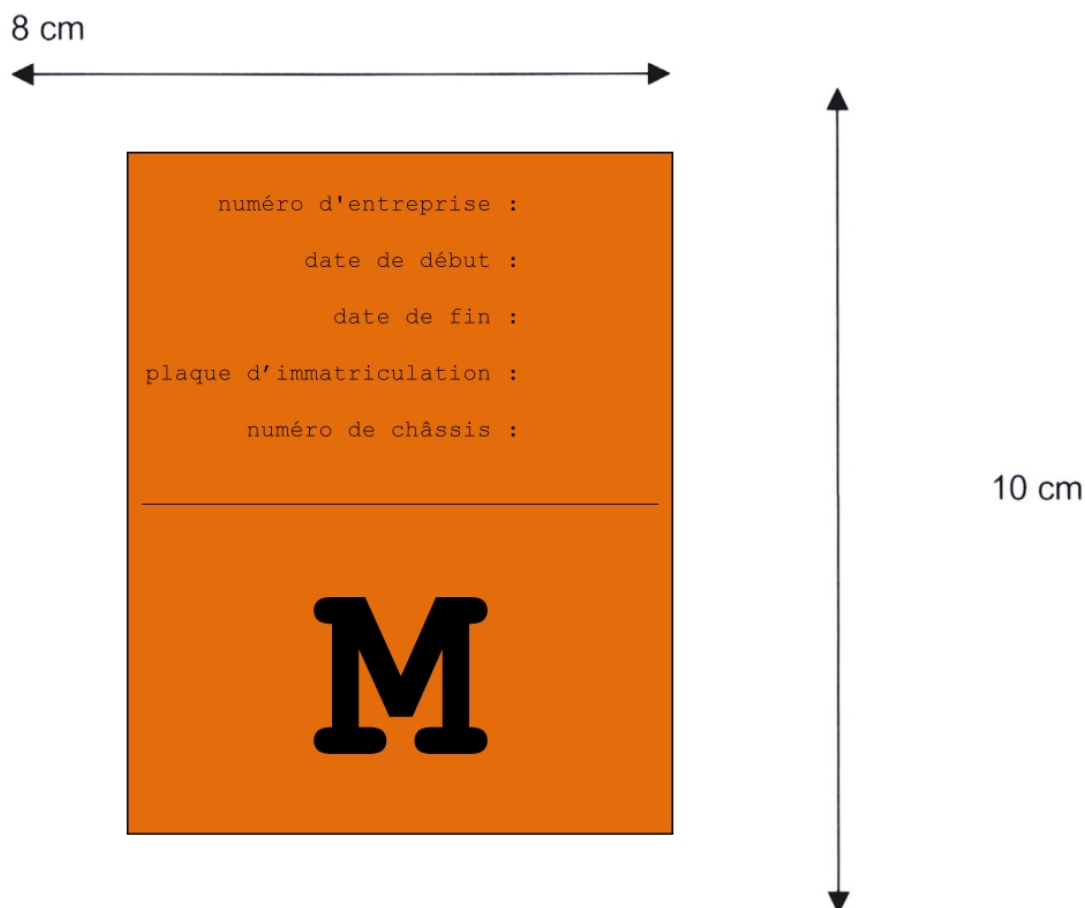 8 cm
numéro d'entreprise :
date de début :
date de fin :
plaque d’immatriculation :
numéro de châssis :
10 cm
M